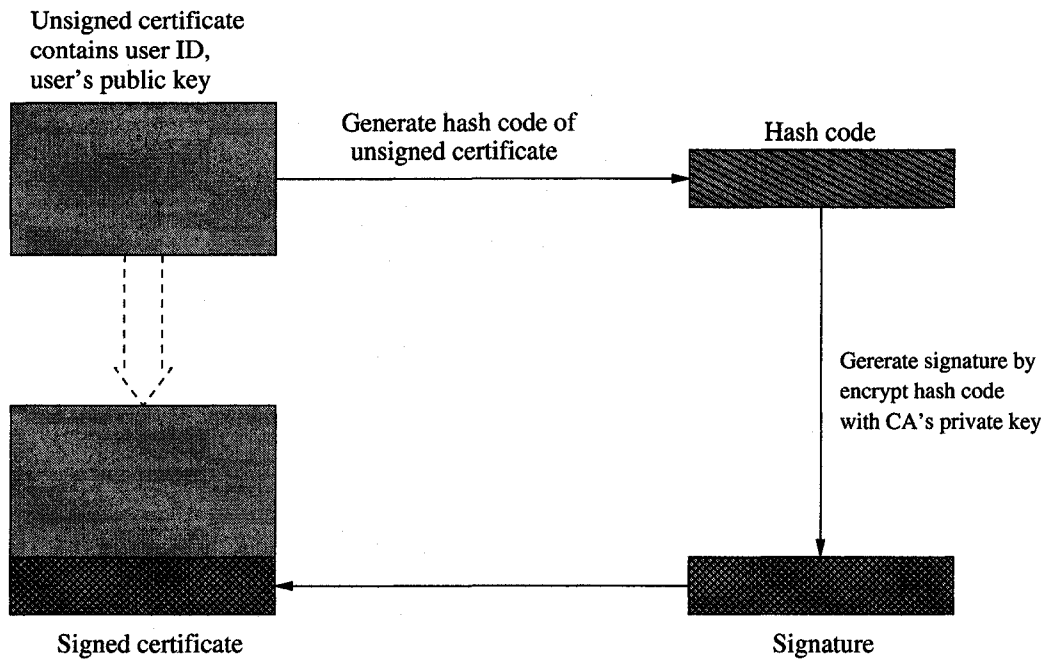 Unsigned certificate
contains user ID,
user's public key
Generate hash code of
unsigned certificate
Hash code
Gererate signature by
encrypt hash code
with CA's private key
Signed certificate
Signature